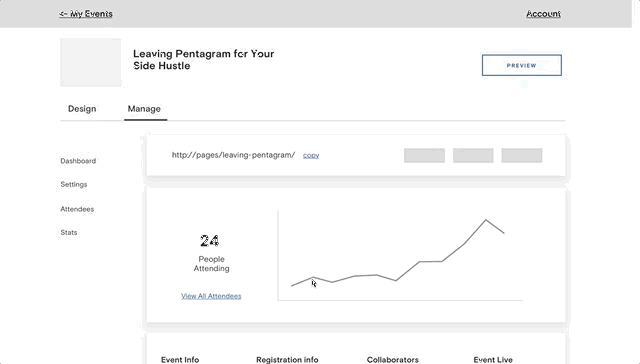 <- My Events
Account
Leaving Pentagram for Your
Side Hustle
PREVIEW
Design
Manage
http://pages/leaving-pentagram/
copy
Dashboard
Settings
Attendees
Stats
24
People
Attending
View All Attendees
Event Info
Registration info
Collaborators
Event Live